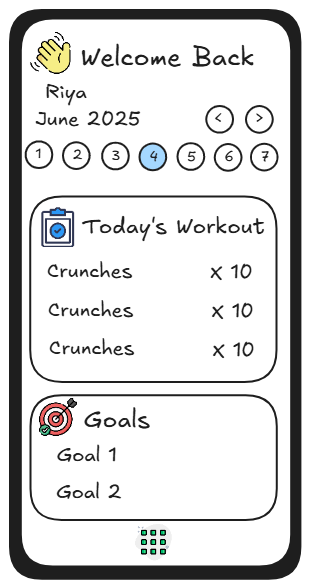 Welcome Back
Riya
June 2025 < >
1 2 3 4 5 6 7
Today's Workout
Crunches x 10
Crunches x 10
Crunches x 10
Goals
Goal 1
Goal 2